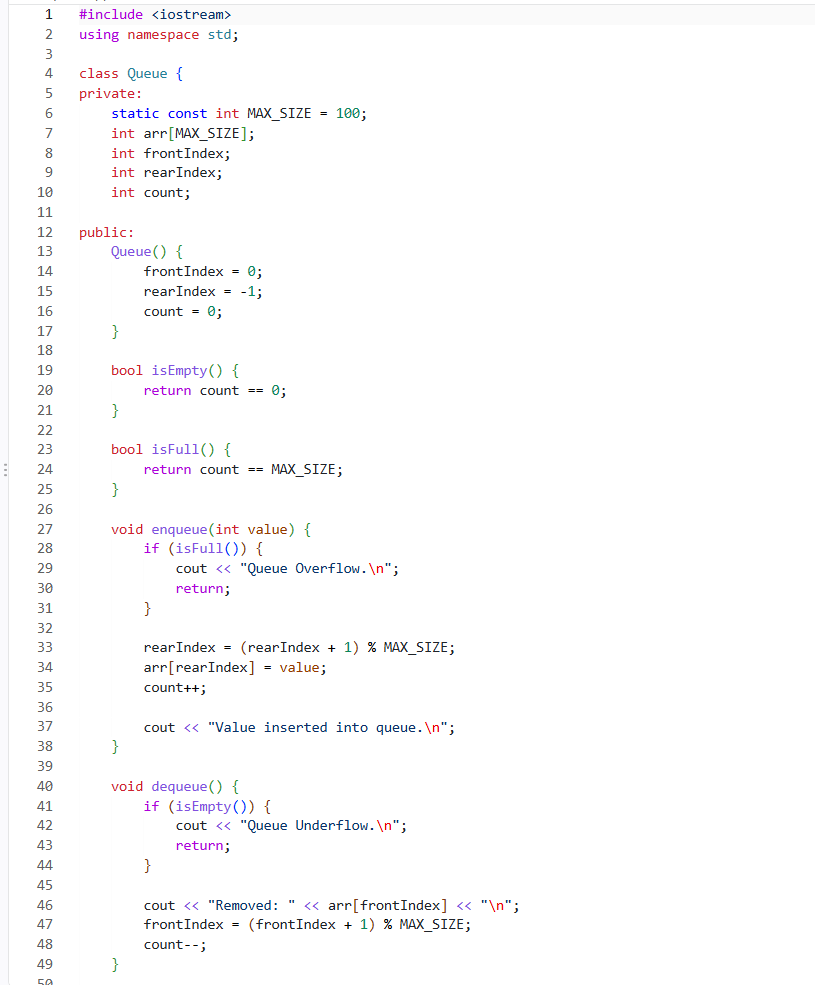 1 #include <iostream>
2 using namespace std;
3
4 class Queue {
5 private:
6     static const int MAX_SIZE = 100;
7     int arr[MAX_SIZE];
8     int frontIndex;
9     int rearIndex;
10     int count;
11
12 public:
13     Queue() {
14         frontIndex = 0;
15         rearIndex = -1;
16         count = 0;
17     }
18
19     bool isEmpty() {
20         return count == 0;
21     }
22
23     bool isFull() {
24         return count == MAX_SIZE;
25     }
26
27     void enqueue(int value) {
28         if (isFull()) {
29             cout << "Queue Overflow.\n";
30             return;
31         }
32
33         rearIndex = (rearIndex + 1) % MAX_SIZE;
34         arr[rearIndex] = value;
35         count++;
36
37         cout << "Value inserted into queue.\n";
38     }
39
40     void dequeue() {
41         if (isEmpty()) {
42             cout << "Queue Underflow.\n";
43             return;
44         }
45
46         cout << "Removed: " << arr[frontIndex] << "\n";
47         frontIndex = (frontIndex + 1) % MAX_SIZE;
48         count--;
49     }
50